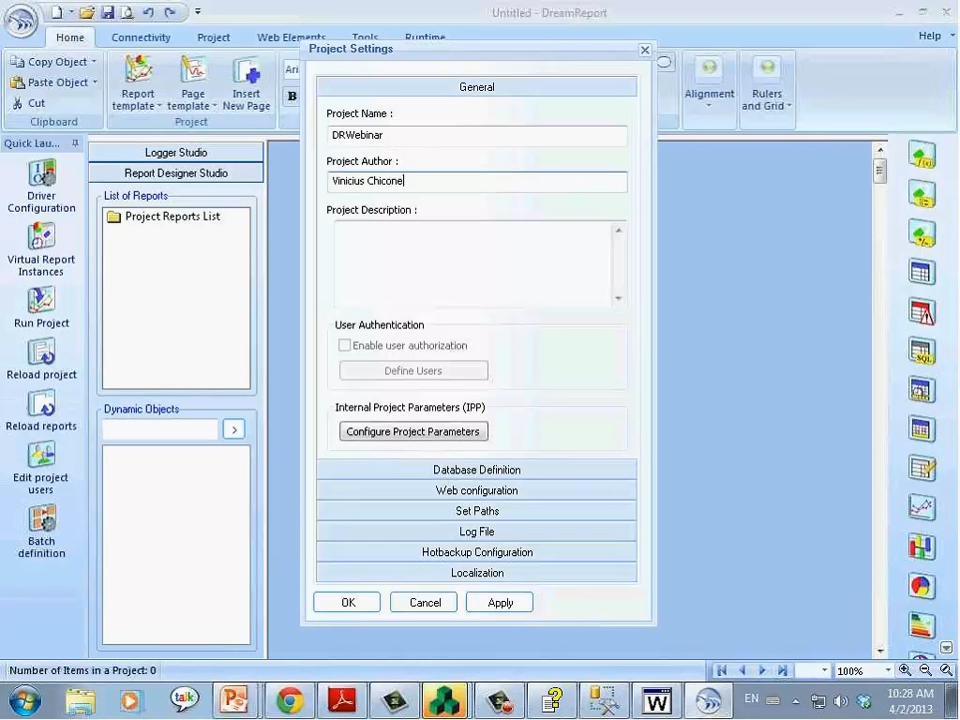 Untitled - DreamReport
Home
Connectivity
Project
Web Elements
Tools
Runtime
Help
Copy Object
Paste Object
Cut
Clipboard
Report
template
Page
template
Insert
New Page
Project
Ari
B
Alignment
Rulers
and Grid
Project Settings
General
Project Name :
DRWebinar
Project Author :
Vinicius Chicone
Project Description :
User Authentication
Enable user authorization
Define Users
Internal Project Parameters (IPP)
Configure Project Parameters
Database Definition
Web configuration
Set Paths
Log File
Hotbackup Configuration
Localization
OK
Cancel
Apply
Quick Lau...
Driver
Configuration
Virtual Report
Instances
Run Project
Reload project
Reload reports
Edit project
users
Batch
definition
Logger Studio
Report Designer Studio
List of Reports
Project Reports List
Dynamic Objects
>
f(x)
SQL
Number of Items in a Project: 0
100%
talk
P
W
EN
10:28 AM
4/2/2013